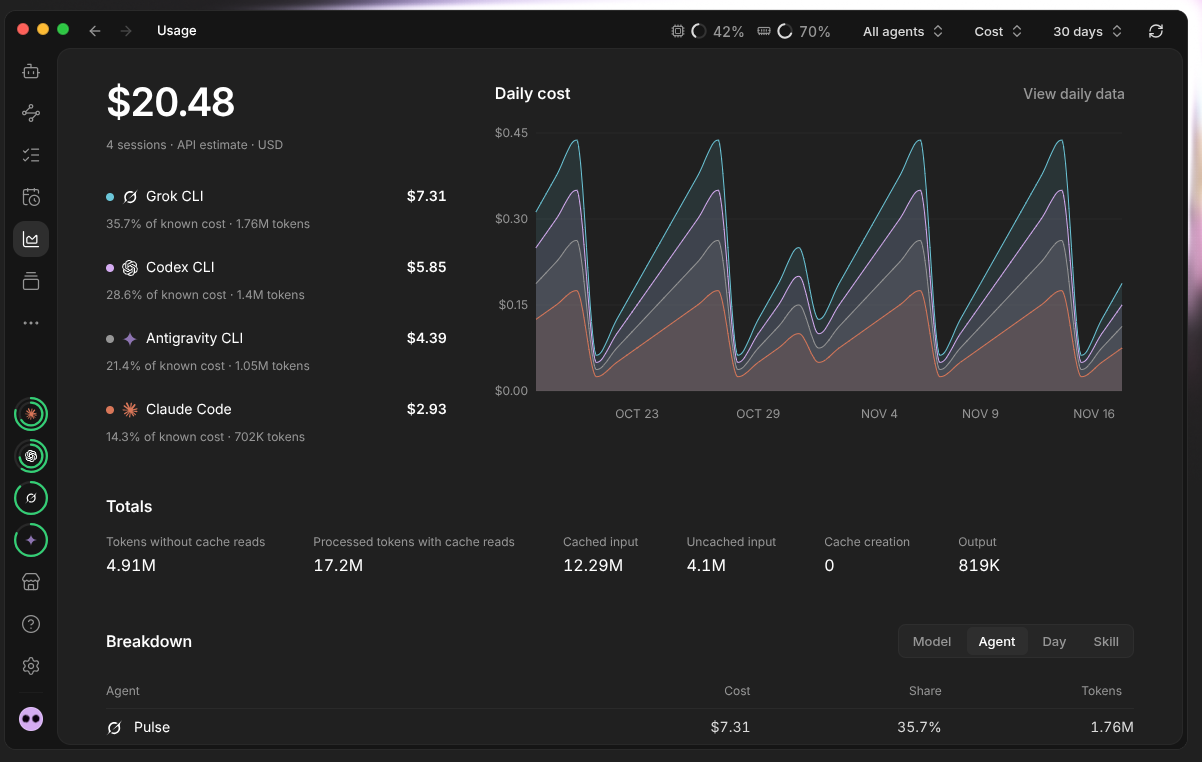 Usage
42%
70%
All agents
Cost
30 days
$20.48
4 sessions · API estimate · USD
Grok CLI
$7.31
35.7% of known cost · 1.76M tokens
Codex CLI
$5.85
28.6% of known cost · 1.4M tokens
Antigravity CLI
$4.39
21.4% of known cost · 1.05M tokens
Claude Code
$2.93
14.3% of known cost · 702K tokens
Daily cost
View daily data
$0.45
$0.30
$0.15
$0.00
OCT 23
OCT 29
NOV 4
NOV 9
NOV 16
Totals
Tokens without cache reads
4.91M
Processed tokens with cache reads
17.2M
Cached input
12.29M
Uncached input
4.1M
Cache creation
0
Output
819K
Breakdown
Model
Agent
Day
Skill
Agent
Cost
Share
Tokens
Pulse
$7.31
35.7%
1.76M